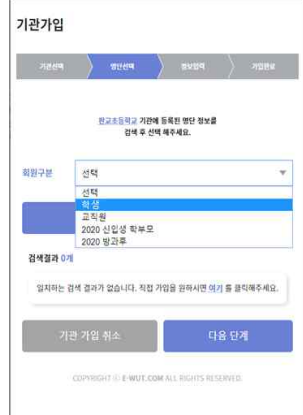 기관가입
기관선택
명단선택
정보입력
가입완료
판교초등학교 기관에 등록된 명단 정보를
검색 후 선택 해주세요.
회원구분
선택
선택
학생
교직원
2020 신입생 학부모
2020 방과후
검색결과 0개
일치하는 검색 결과가 없습니다. 직접 가입을 원하시면 여기 를 클릭해주세요.
기관 가입 취소
다음 단계
COPYRIGHT ⓒ E-WUT.COM ALL RIGHTS RESERVED.